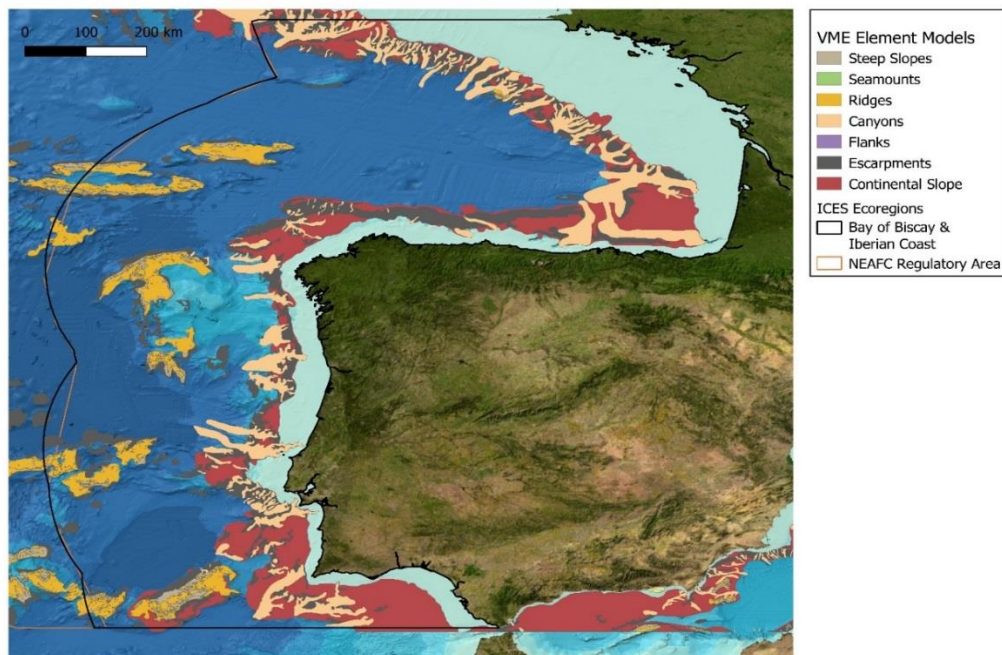 0 100 200 km
VME Element Models
Steep Slopes
Seamounts
Ridges
Canyons
Flanks
Escarpments
Continental Slope
ICES Ecoregions
Bay of Biscay &
Iberian Coast
NEAFC Regulatory Area